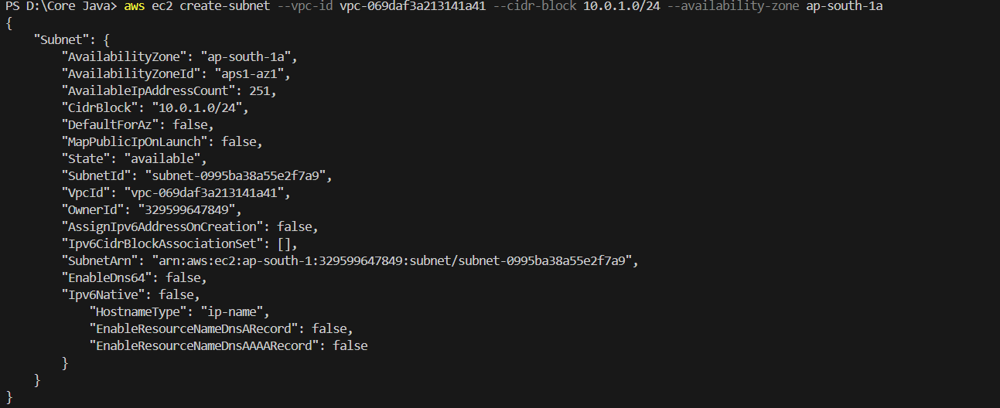 PS D:\Core Java> aws ec2 create-subnet --vpc-id vpc-069daf3a213141a41 --cidr-block 10.0.1.0/24 --availability-zone ap-south-1a
{
    "Subnet": {
        "AvailabilityZone": "ap-south-1a",
        "AvailabilityZoneId": "aps1-az1",
        "AvailableIpAddressCount": 251,
        "CidrBlock": "10.0.1.0/24",
        "DefaultForAz": false,
        "MapPublicIpOnLaunch": false,
        "State": "available",
        "SubnetId": "subnet-0995ba38a55e2f7a9",
        "VpcId": "vpc-069daf3a213141a41",
        "OwnerId": "329599647849",
        "AssignIpv6AddressOnCreation": false,
        "Ipv6CidrBlockAssociationSet": [],
        "SubnetArn": "arn:aws:ec2:ap-south-1:329599647849:subnet/subnet-0995ba38a55e2f7a9",
        "EnableDns64": false,
        "Ipv6Native": false,
            "HostnameType": "ip-name",
            "EnableResourceNameDnsARecord": false,
            "EnableResourceNameDnsAAAARecord": false
        }
    }
}